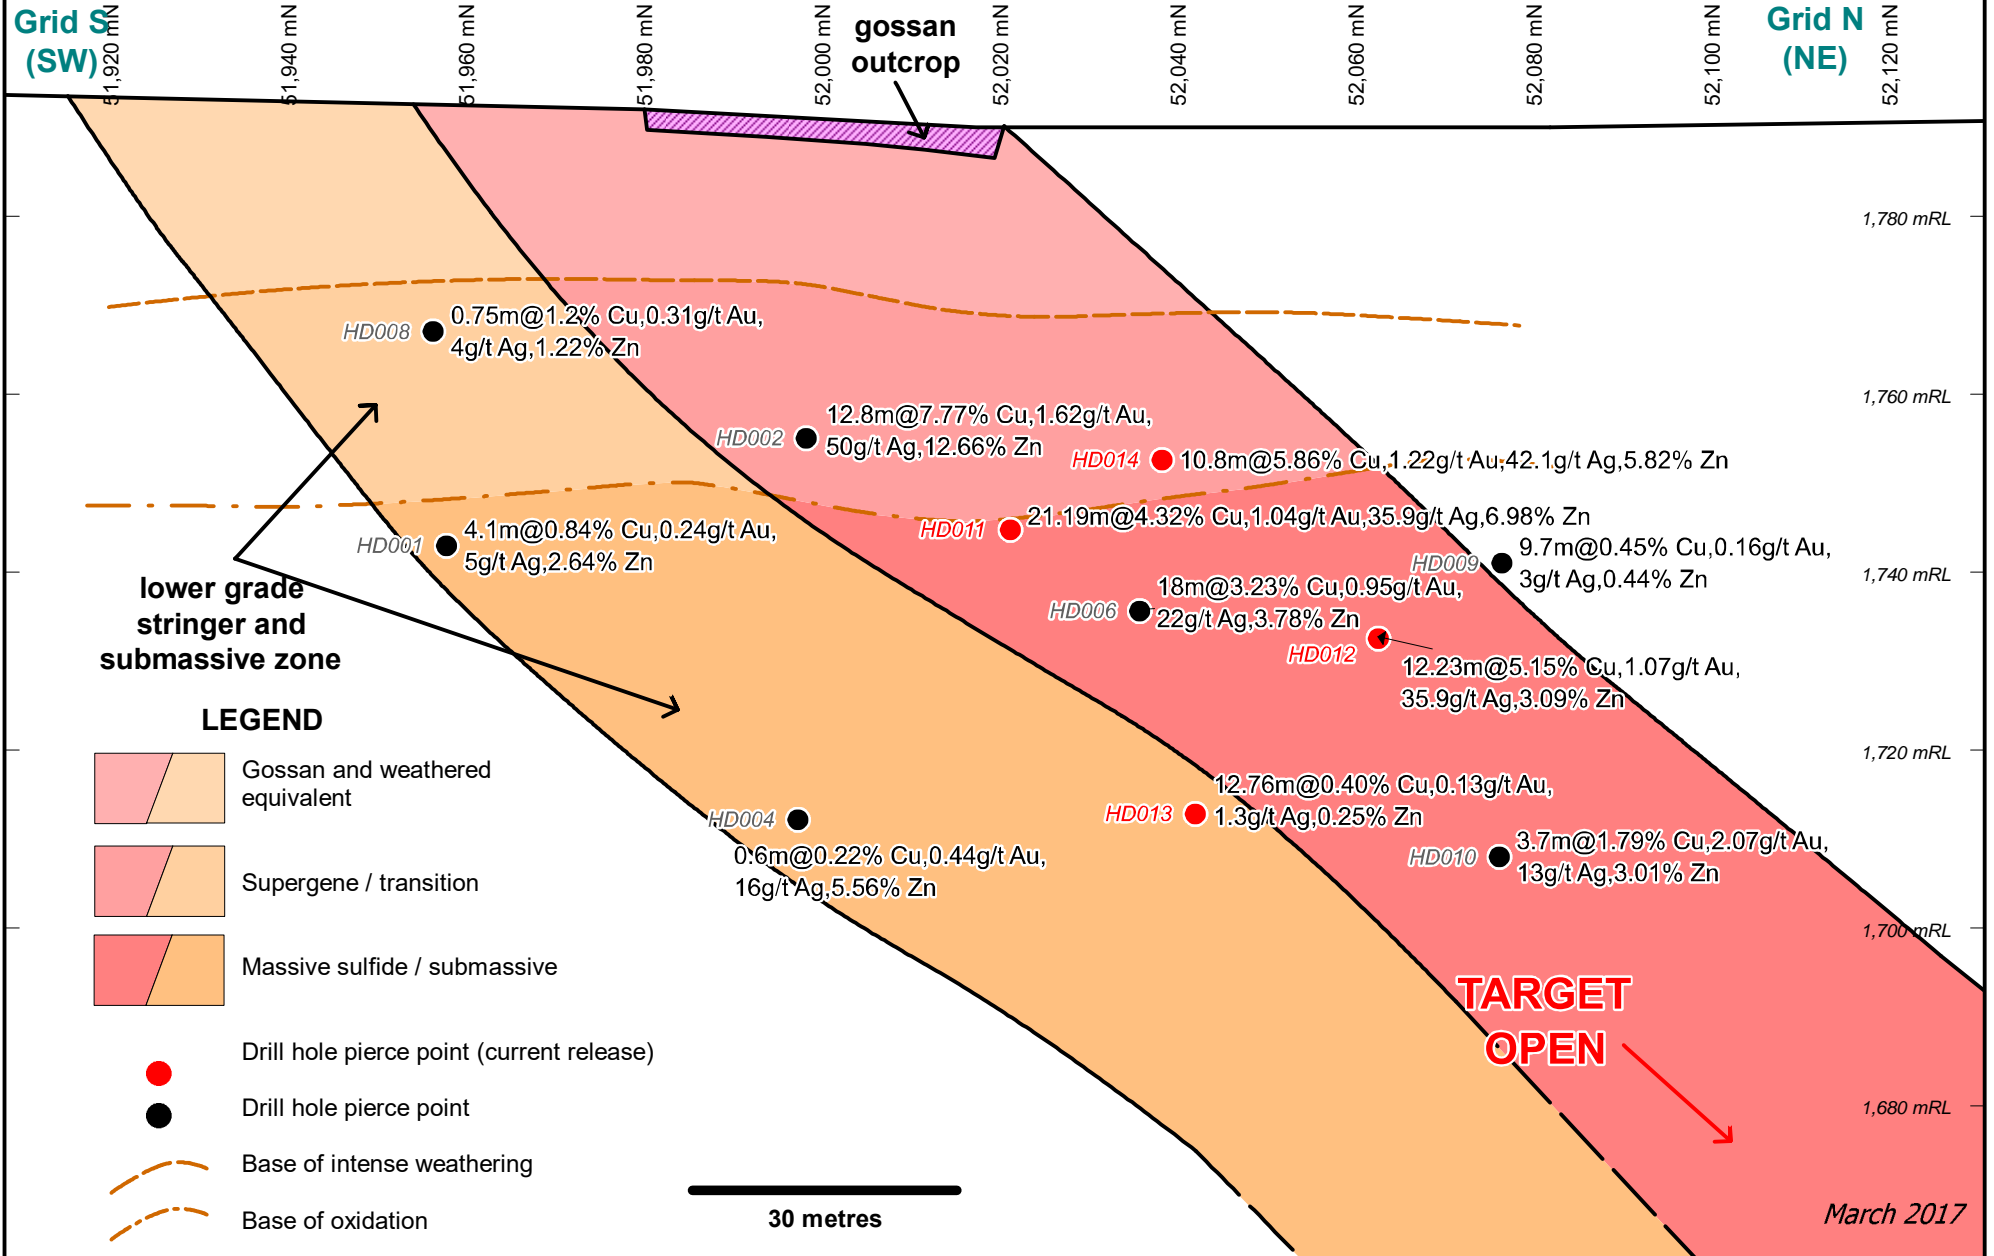 Grid S
(SW)
51,920 mN
51,940 mN
51,960 mN
51,980 mN
52,000 mN
52,020 mN
52,040 mN
52,060 mN
52,080 mN
52,100 mN
52,120 mN
Grid N
(NE)
gossan
outcrop
1,780 mRL
1,760 mRL
1,740 mRL
1,720 mRL
1,700 mRL
1,680 mRL
HD008
0.75m@1.2% Cu,0.31g/t Au,
4g/t Ag,1.22% Zn
HD002
12.8m@7.77% Cu,1.62g/t Au,
50g/t Ag,12.66% Zn
HD014
10.8m@5.86% Cu,1.22g/t Au,42.1g/t Ag,5.82% Zn
HD011
21.19m@4.32% Cu,1.04g/t Au,35.9g/t Ag,6.98% Zn
HD001
4.1m@0.84% Cu,0.24g/t Au,
5g/t Ag,2.64% Zn
HD009
9.7m@0.45% Cu,0.16g/t Au,
3g/t Ag,0.44% Zn
HD006
18m@3.23% Cu,0.95g/t Au,
22g/t Ag,3.78% Zn
HD012
12.23m@5.15% Cu,1.07g/t Au,
35.9g/t Ag,3.09% Zn
lower grade
stringer and
submassive zone
HD013
12.76m@0.40% Cu,0.13g/t Au,
1.3g/t Ag,0.25% Zn
HD004
0.6m@0.22% Cu,0.44g/t Au,
16g/t Ag,5.56% Zn
HD010
3.7m@1.79% Cu,2.07g/t Au,
13g/t Ag,3.01% Zn
TARGET
OPEN
LEGEND
Gossan and weathered
equivalent
Supergene / transition
Massive sulfide / submassive
Drill hole pierce point (current release)
Drill hole pierce point
Base of intense weathering
Base of oxidation
30 metres
March 2017